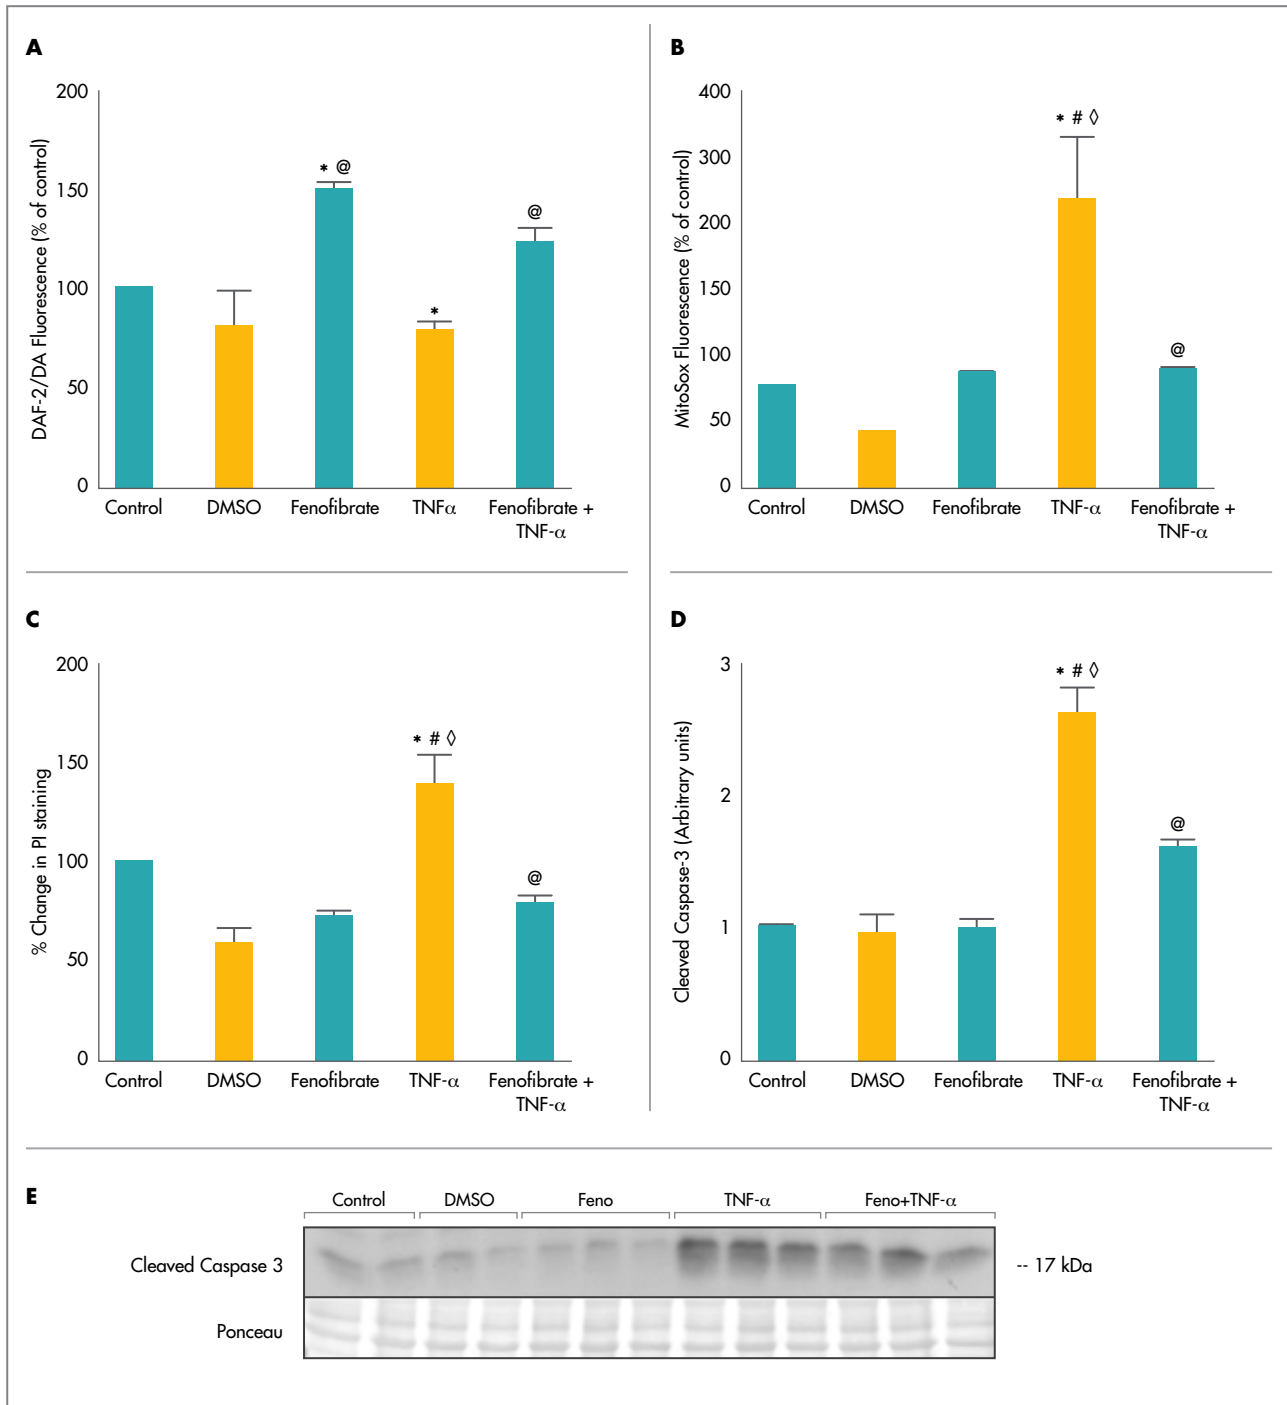 A
DAF-2/DA Fluorescence (% of control)
200
150
100
50
0
* @
*
@
Control
DMSO
Fenofibrate
TNFα
Fenofibrate +
TNF-α
B
MitoSox Fluorescence (% of control)
400
300
200
150
100
50
0
* # ◊
@
Control
DMSO
Fenofibrate
TNF-α
Fenofibrate +
TNF-α
C
% Change in PI staining
200
150
100
50
0
* # ◊
@
Control
DMSO
Fenofibrate
TNF-α
Fenofibrate +
TNF-α
D
Cleaved Caspase-3 (Arbitrary units)
3
2
1
0
* # ◊
@
Control
DMSO
Fenofibrate
TNF-α
Fenofibrate +
TNF-α
E
Control
DMSO
Feno
TNF-α
Feno+TNF-α
Cleaved Caspase 3
-- 17 kDa
Ponceau